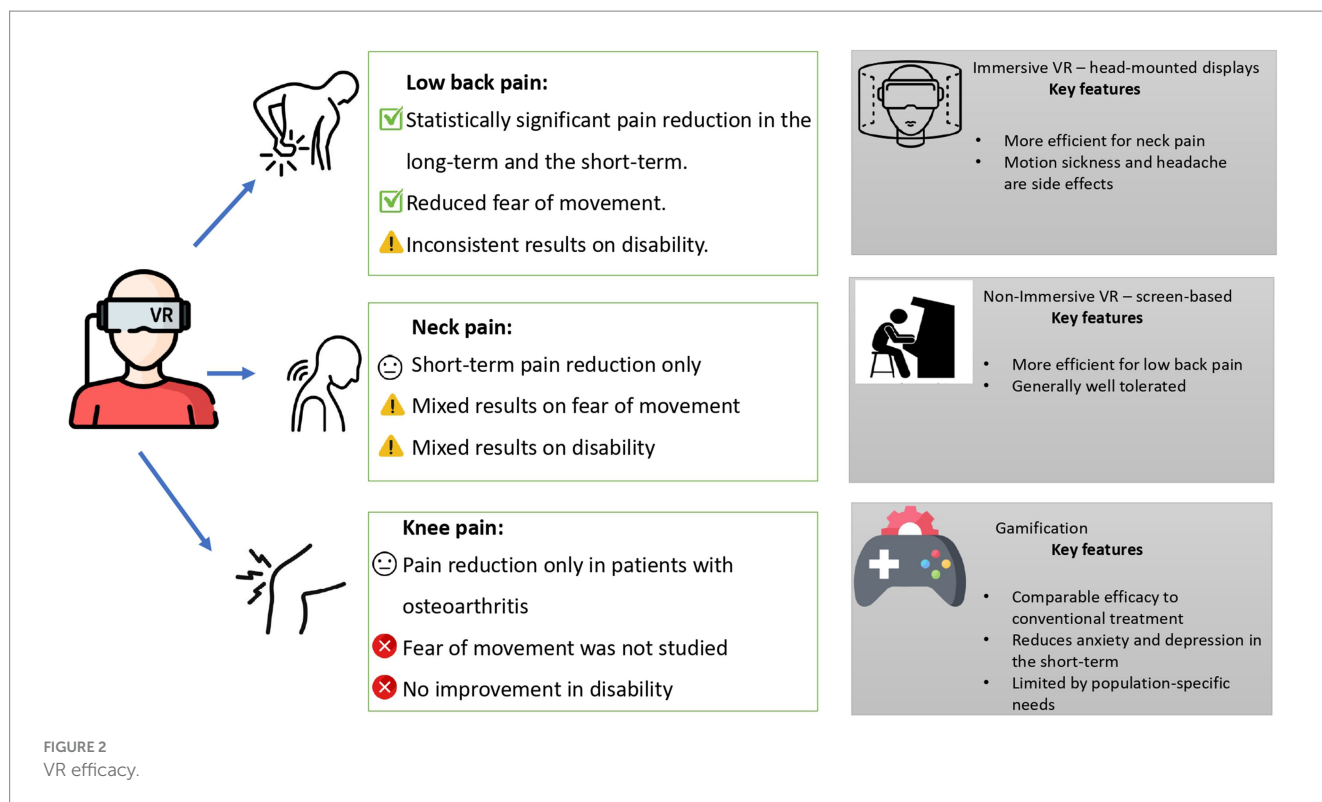 VR
Low back pain:
Statistically significant pain reduction in the
long-term and the short-term.
Reduced fear of movement.
Inconsistent results on disability.
Neck pain:
Short-term pain reduction only
Mixed results on fear of movement
Mixed results on disability
Knee pain:
Pain reduction only in patients with
osteoarthritis
Fear of movement was not studied
No improvement in disability
Immersive VR – head-mounted displays
Key features
• More efficient for neck pain
• Motion sickness and headache
are side effects
Non-Immersive VR – screen-based
Key features
• More efficient for low back pain
• Generally well tolerated
Gamification
Key features
• Comparable efficacy to
conventional treatment
• Reduces anxiety and depression in
the short-term
• Limited by population-specific
needs
FIGURE 2
VR efficacy.